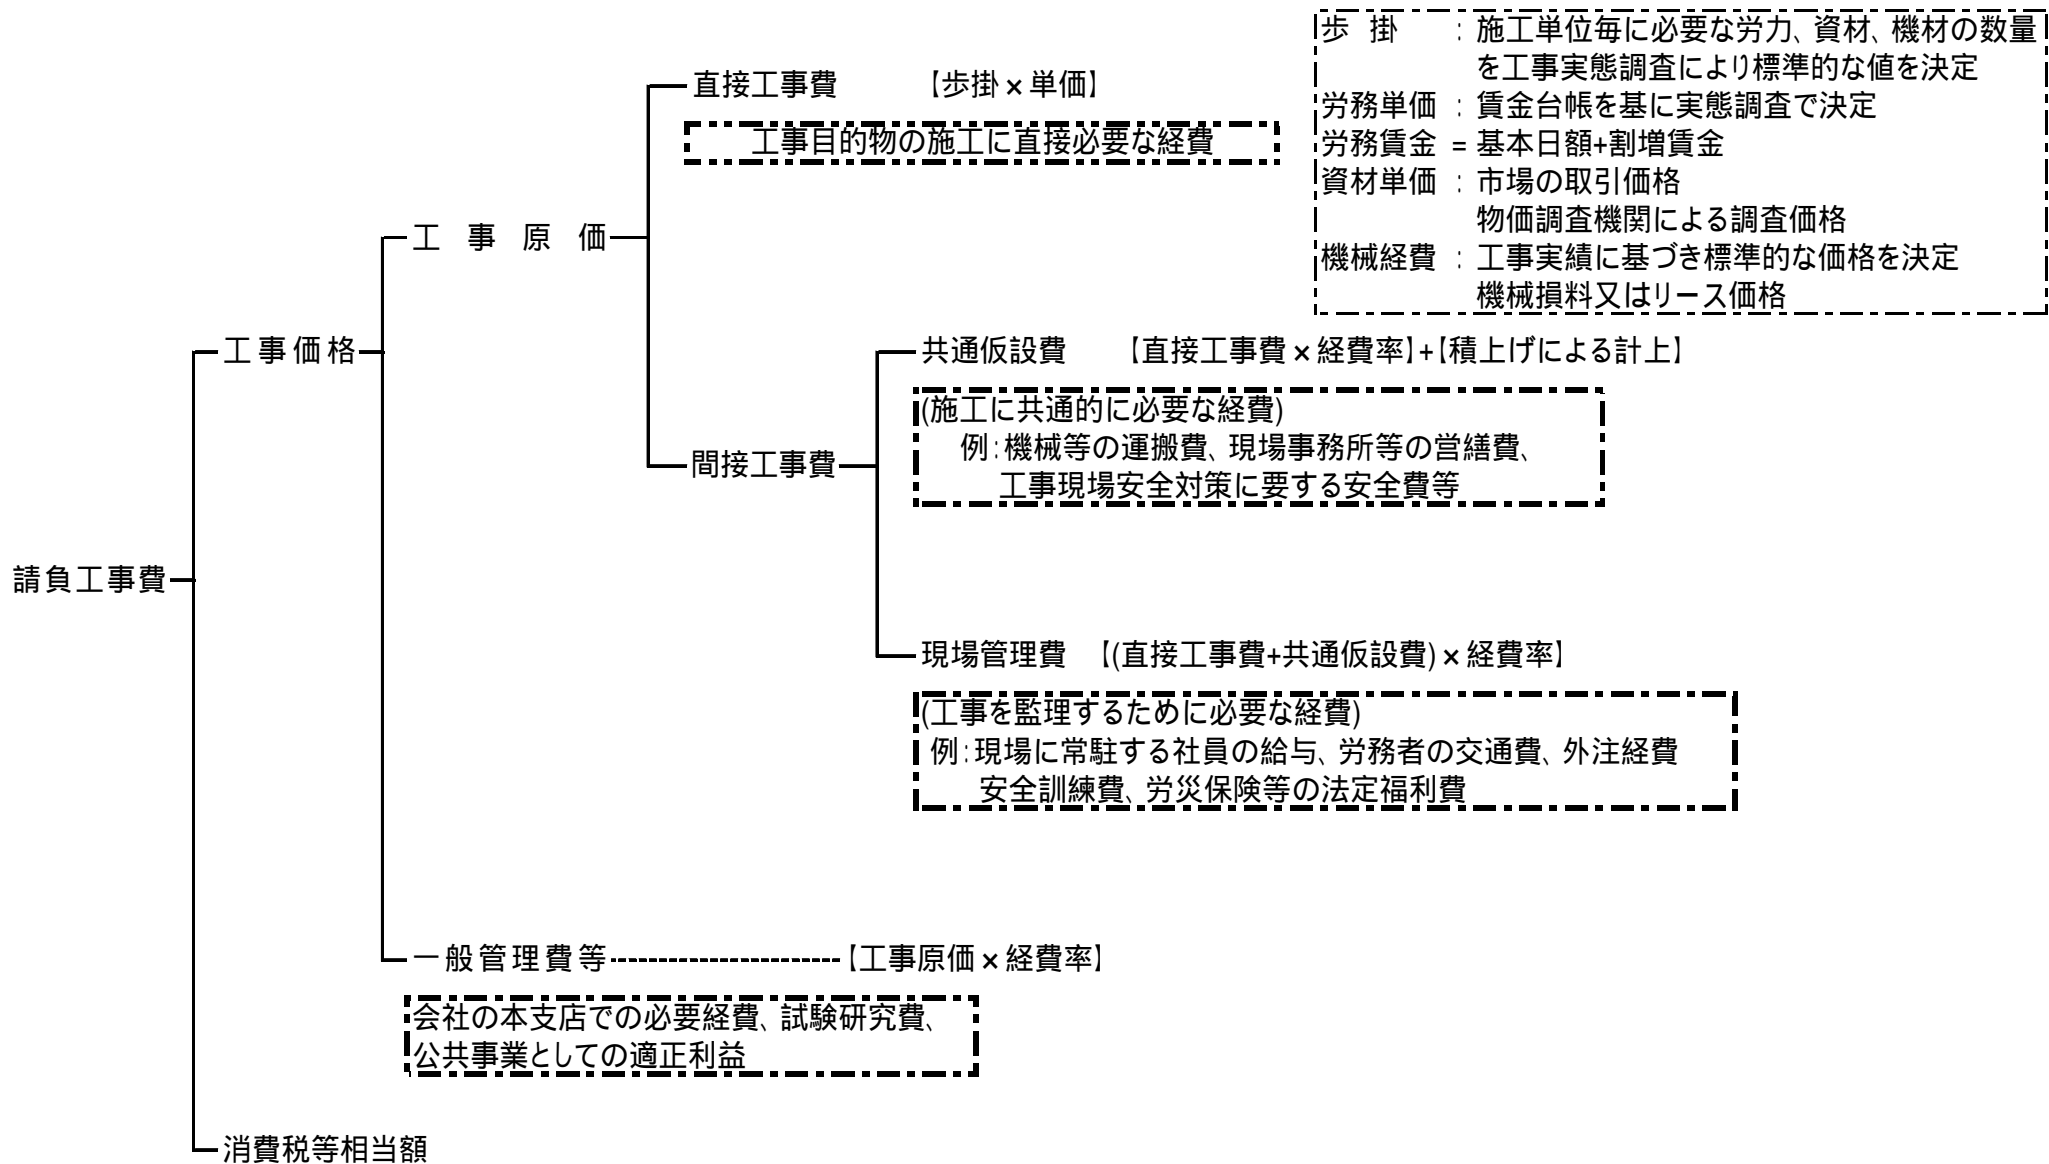 歩 掛 : 施工単位毎に必要な労力、資材、機材の数量
を工事実態調査により標準的な値を決定
労務単価 : 賃金台帳を基に実態調査で決定
労務賃金 = 基本日額+割増賃金
資材単価 : 市場の取引価格
物価調査機関による調査価格
機械経費 : 工事実績に基づき標準的な価格を決定
機械損料又はリース価格
直接工事費 【歩掛×単価】
工事目的物の施工に直接必要な経費
工事原価
工事価格
共通仮設費 【直接工事費×経費率】+【積上げによる計上】
(施工に共通的に必要な経費)
例:機械等の運搬費、現場事務所等の営繕費、
工事現場安全対策に要する安全費等
間接工事費
請負工事費
現場管理費 【(直接工事費+共通仮設費)×経費率】
(工事を監理するために必要な経費)
例:現場に常駐する社員の給与、労務者の交通費、外注経費
安全訓練費、労災保険等の法定福利費
一般管理費等 【工事原価×経費率】
会社の本支店での必要経費、試験研究費、
公共事業としての適正利益
消費税等相当額